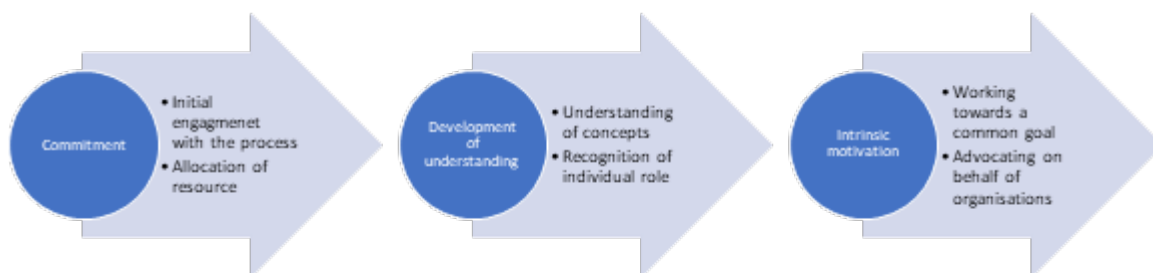 Commitment
• Initial
engagmenet
with the process
• Allocation of
resource
Development
of
understanding
• Understanding
of concepts
• Recognition of
individual role
Intrinsic
motivation
• Working
towards a
common goal
• Advocating on
behalf of
organisations